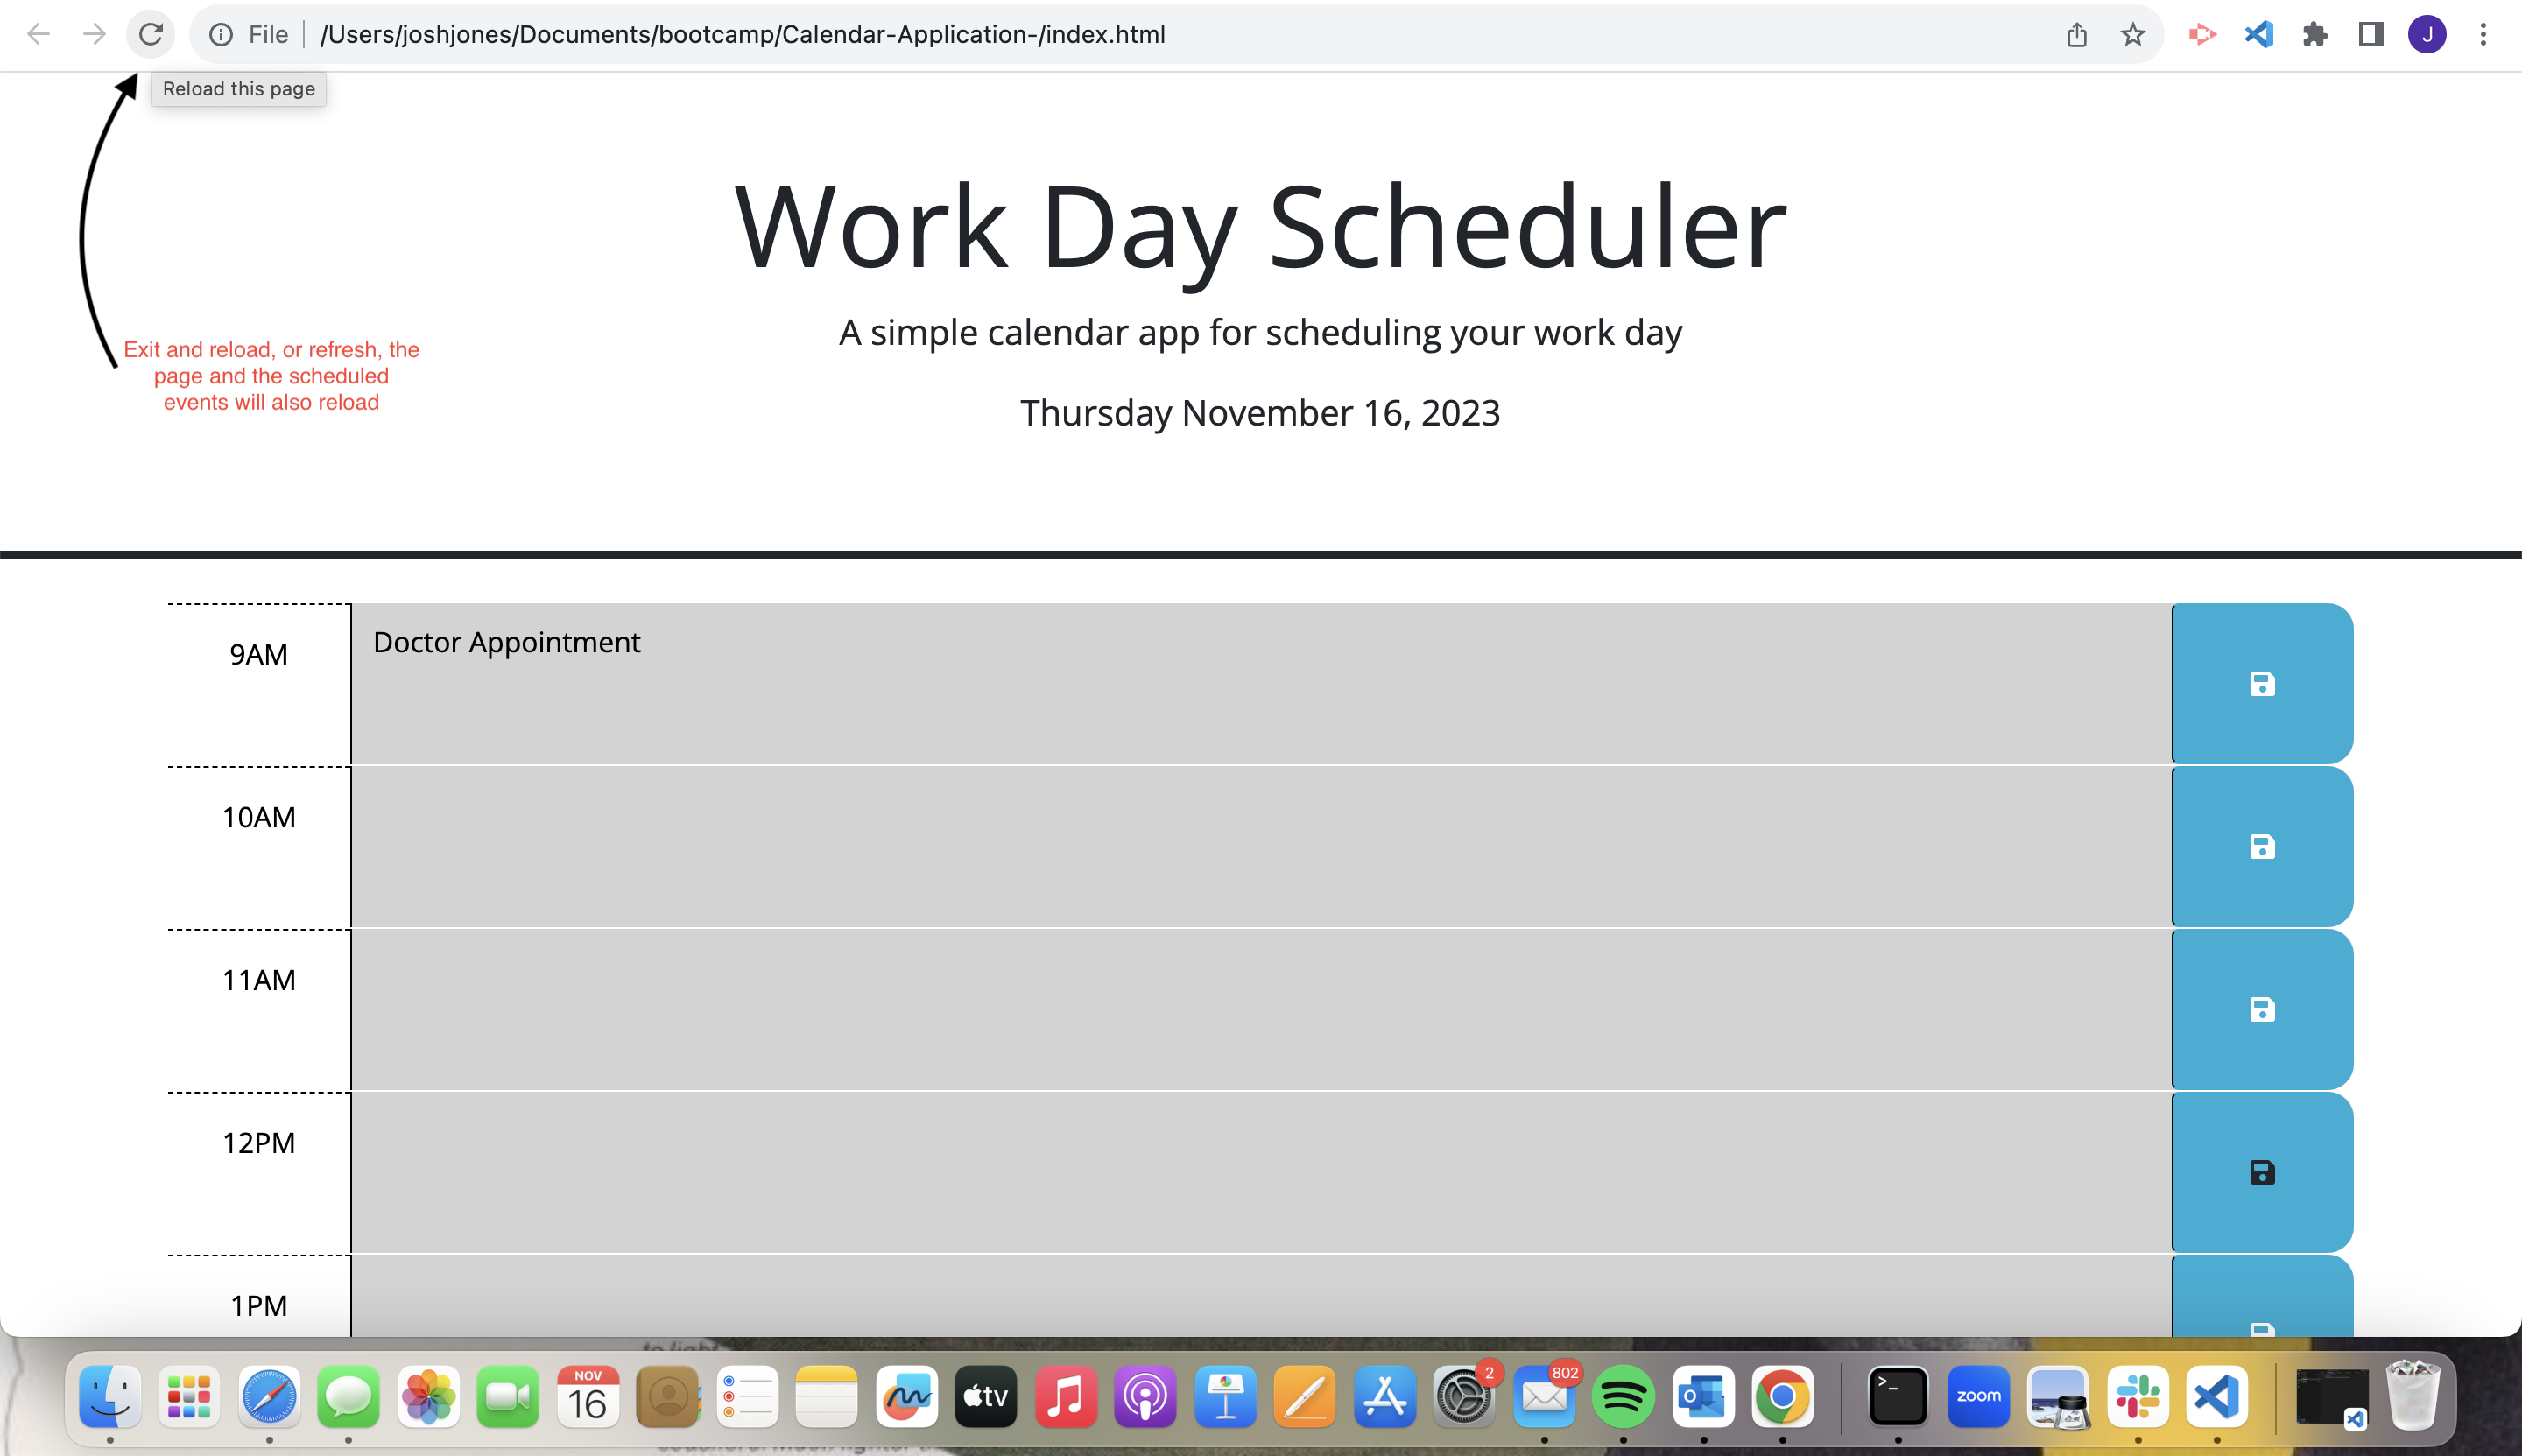 File /Users/joshjones/Documents/bootcamp/Calendar-Application-/index.html
J
Reload this page
Exit and reload, or refresh, the
page and the scheduled
events will also reload
Work Day Scheduler
A simple calendar app for scheduling your work day
Thursday November 16, 2023
9AM
Doctor Appointment
10AM
11AM
12PM
1PM
NOV
16
tv
2
802
O
>_
zoom